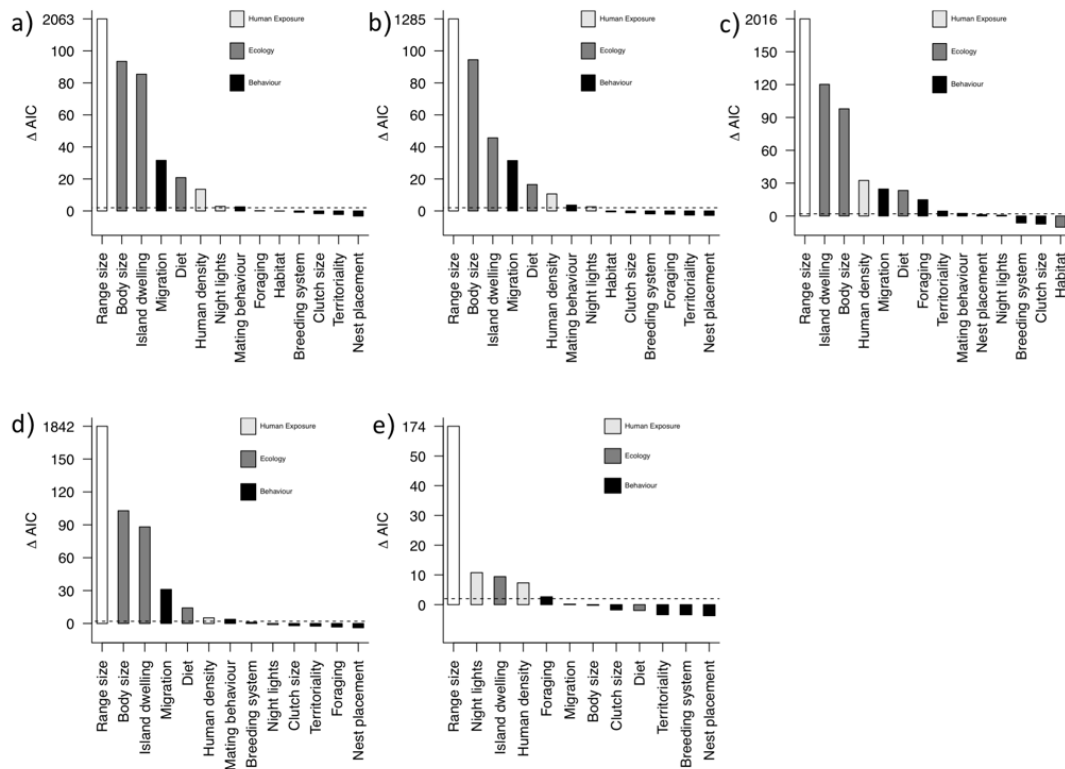 a)
2063
100
80
60
40
20
0
Δ AIC
Human Exposure
Ecology
Behaviour
Range size
Body size
Island dwelling
Migration
Diet
Human density
Night lights
Mating behaviour
Foraging
Habitat
Breeding system
Clutch size
Territoriality
Nest placement
b)
1285
100
80
60
40
20
0
Δ AIC
Human Exposure
Ecology
Behaviour
Range size
Body size
Island dwelling
Migration
Diet
Human density
Mating behaviour
Night lights
Habitat
Clutch size
Breeding system
Foraging
Territoriality
Nest placement
c)
2016
150
120
90
60
30
0
Δ AIC
Human Exposure
Ecology
Behaviour
Range size
Island dwelling
Body size
Human density
Migration
Diet
Foraging
Territoriality
Mating behaviour
Nest placement
Night lights
Breeding system
Clutch size
Habitat
d)
1842
150
120
90
60
30
0
Δ AIC
Human Exposure
Ecology
Behaviour
Range size
Body size
Island dwelling
Migration
Diet
Human density
Mating behaviour
Breeding system
Night lights
Clutch size
Territoriality
Foraging
Nest placement
e)
174
50
40
30
20
10
0
Δ AIC
Human Exposure
Ecology
Behaviour
Range size
Night lights
Island dwelling
Human density
Foraging
Migration
Body size
Clutch size
Diet
Territoriality
Breeding system
Nest placement